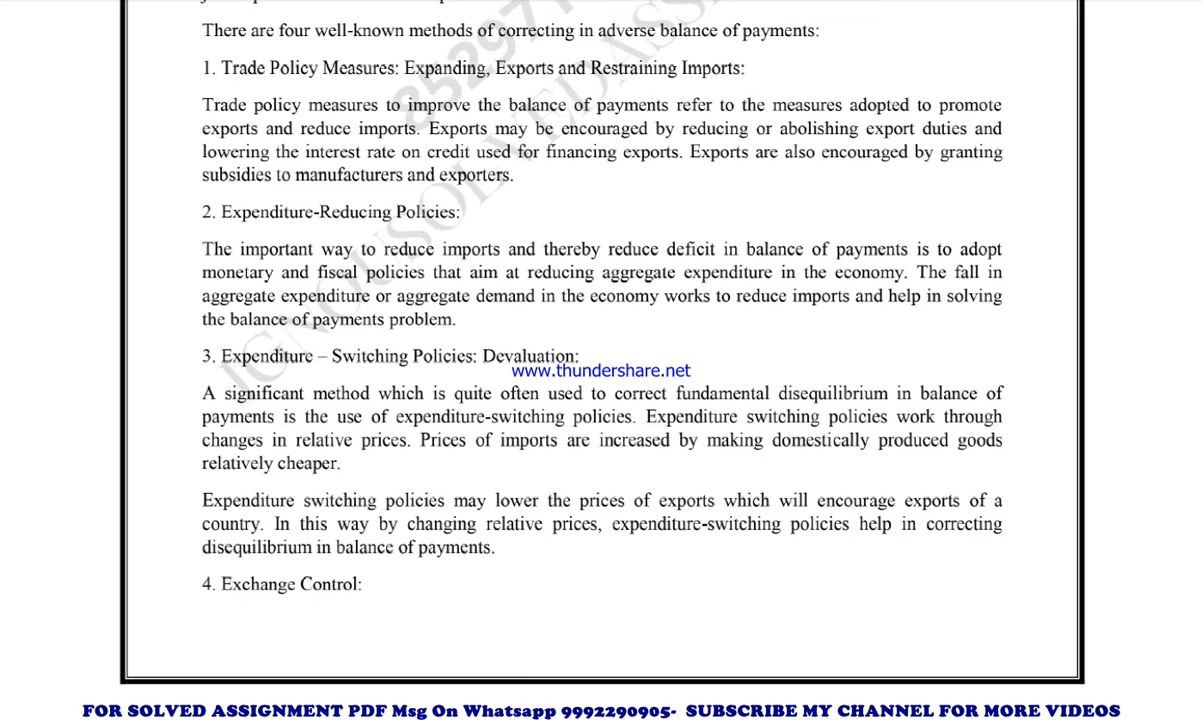 There are four well-known methods of correcting in adverse balance of payments:
1. Trade Policy Measures: Expanding, Exports and Restraining Imports:
Trade policy measures to improve the balance of payments refer to the measures adopted to promote
exports and reduce imports. Exports may be encouraged by reducing or abolishing export duties and
lowering the interest rate on credit used for financing exports. Exports are also encouraged by granting
subsidies to manufacturers and exporters.
2. Expenditure-Reducing Policies:
The important way to reduce imports and thereby reduce deficit in balance of payments is to adopt
monetary and fiscal policies that aim at reducing aggregate expenditure in the economy. The fall in
aggregate expenditure or aggregate demand in the economy works to reduce imports and help in solving
the balance of payments problem.
3. Expenditure – Switching Policies: Devaluation:
www.thundershare.net
A significant method which is quite often used to correct fundamental disequilibrium in balance of
payments is the use of expenditure-switching policies. Expenditure switching policies work through
changes in relative prices. Prices of imports are increased by making domestically produced goods
relatively cheaper.
Expenditure switching policies may lower the prices of exports which will encourage exports of a
country. In this way by changing relative prices, expenditure-switching policies help in correcting
disequilibrium in balance of payments.
4. Exchange Control:
FOR SOLVED ASSIGNMENT PDF Msg On Whatsapp 9992290905- SUBSCRIBE MY CHANNEL FOR MORE VIDEOS